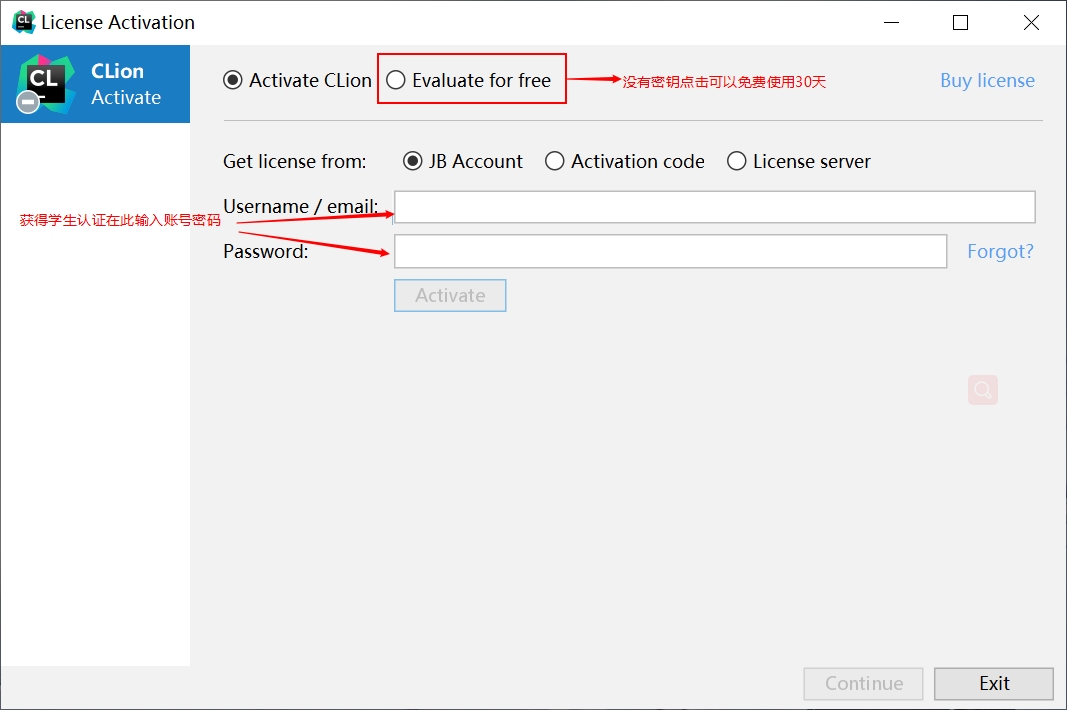 License Activation
CL
CLion
Activate
Activate CLion
Evaluate for free
没有密钥点击可以免费使用30天
Buy license
Get license from:
JB Account
Activation code
License server
Username / email:
获得学生认证在此输入账号密码
Password:
Forgot?
Activate
Continue
Exit